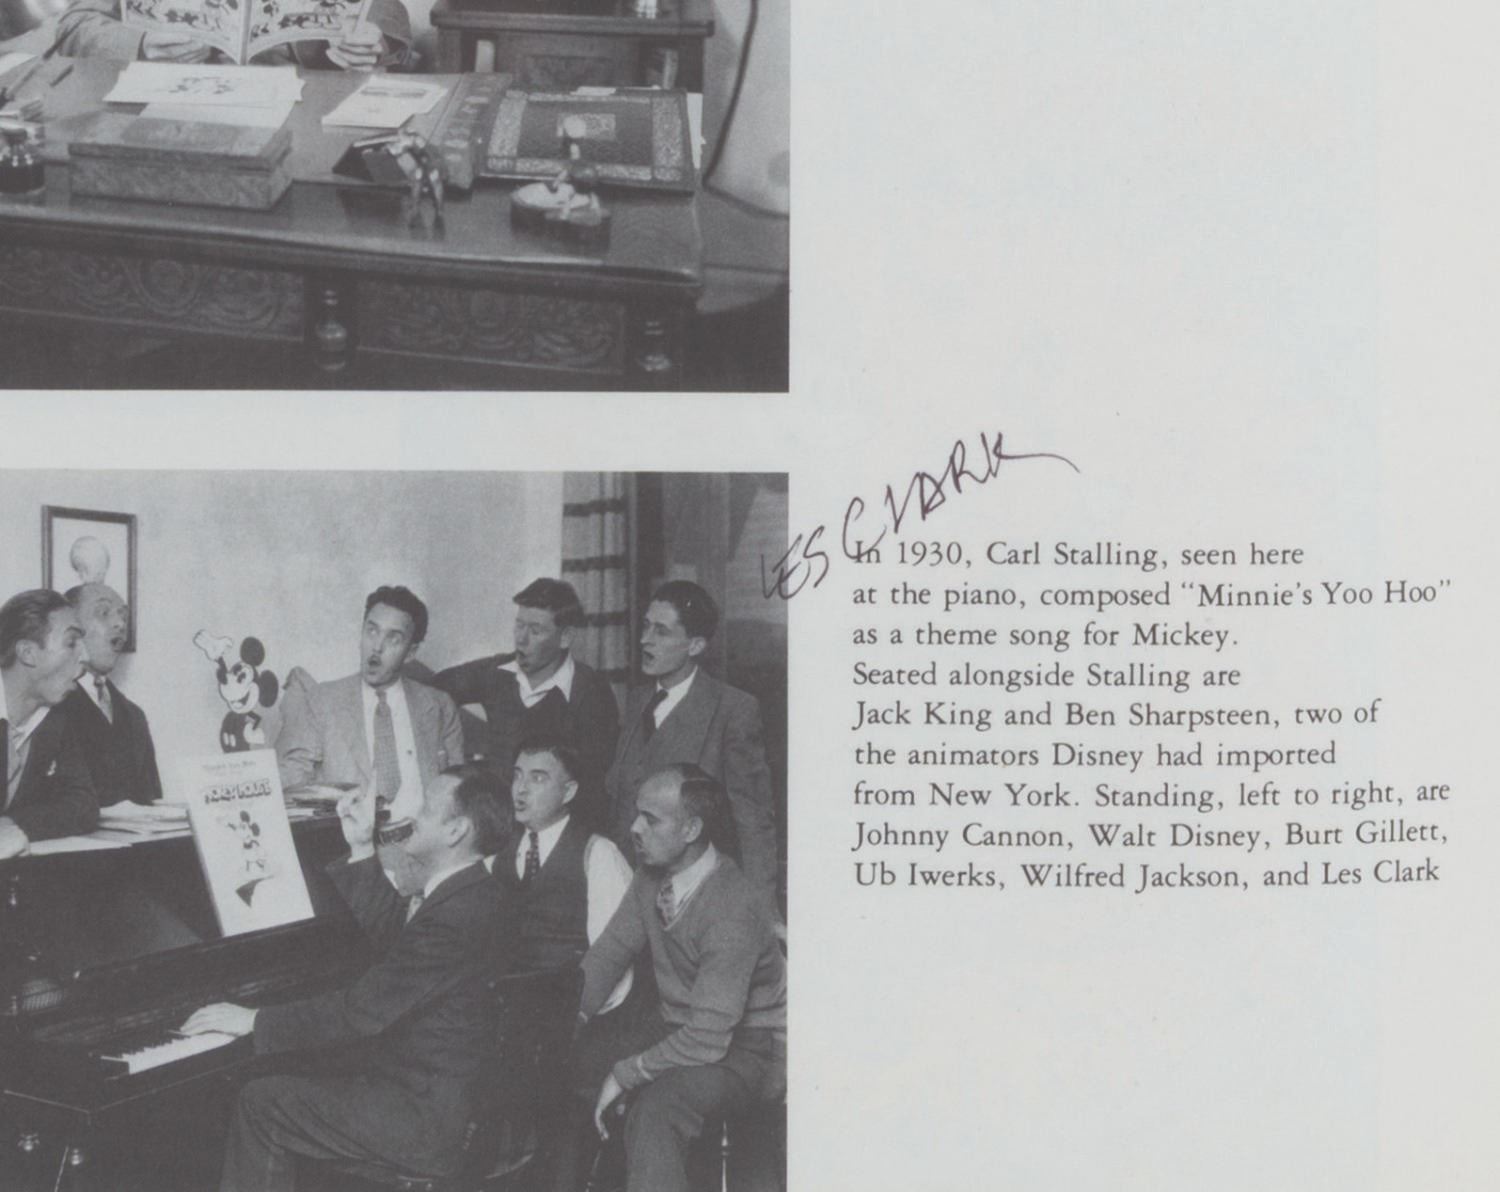 LES CLARK
In 1930, Carl Stalling, seen here
at the piano, composed “Minnie’s Yoo Hoo”
as a theme song for Mickey.
Seated alongside Stalling are
Jack King and Ben Sharpsteen, two of
the animators Disney had imported
from New York. Standing, left to right, are
Johnny Cannon, Walt Disney, Burt Gillett,
Ub Iwerks, Wilfred Jackson, and Les Clark
MICKEY MOUSE